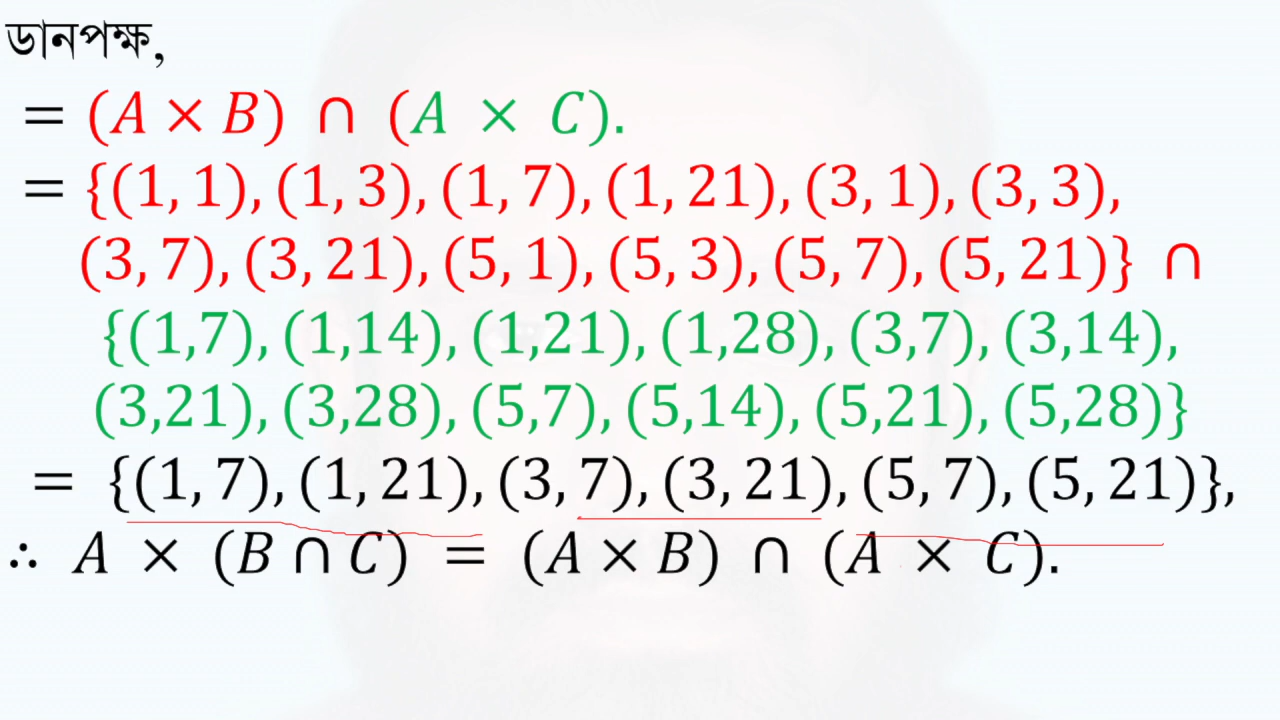 ডানপক্ষ,
= (A × B) ∩ (A × C).
= {(1, 1), (1, 3), (1, 7), (1, 21), (3, 1), (3, 3),
(3, 7), (3, 21), (5, 1), (5, 3), (5, 7), (5, 21)} ∩
{(1,7), (1,14), (1,21), (1,28), (3,7), (3,14),
(3,21), (3,28), (5,7), (5,14), (5,21), (5,28)}
= {(1, 7), (1, 21), (3, 7), (3, 21), (5, 7), (5, 21)},
∴ A × (B ∩ C) = (A × B) ∩ (A × C).